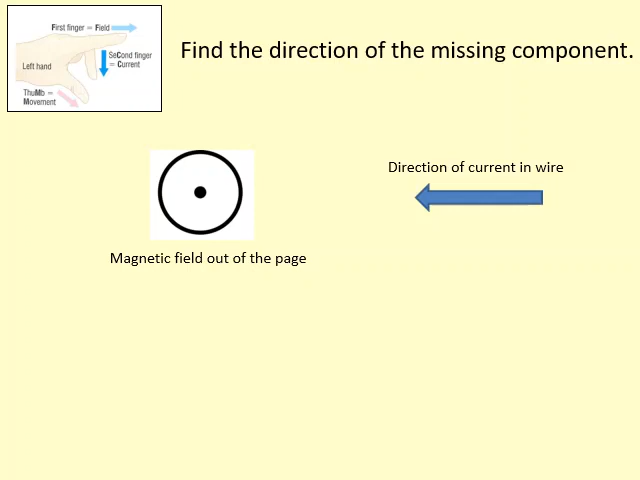 First finger = Field
Left hand
SeCond finger
= Current
ThuMb =
Movement
Find the direction of the missing component.
Direction of current in wire
Magnetic field out of the page